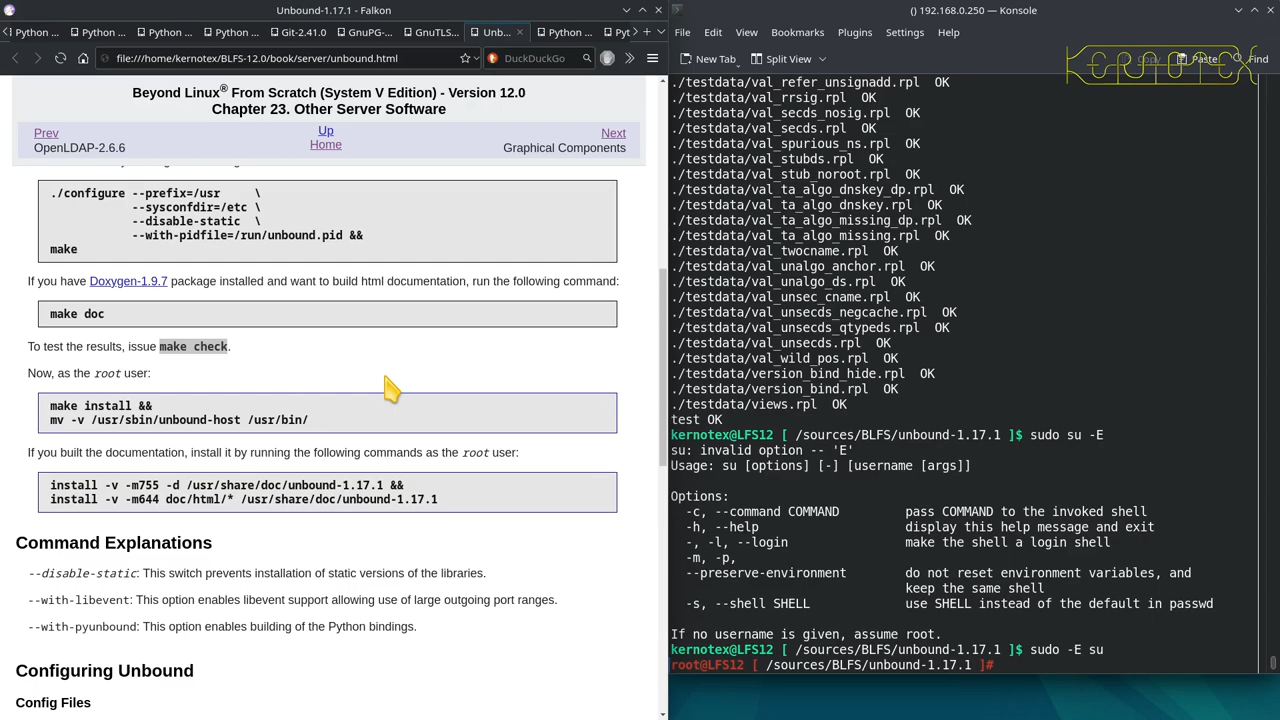 Unbound-1.17.1 - Falkon
Python ...
Python ...
Python ...
Python ...
Git-2.41.0
GnuPG-...
GnuTLS...
Unb...
Python ...
Pyt
file:///home/kernotex/BLFS-12.0/book/server/unbound.html
DuckDuckGo
Beyond Linux® From Scratch (System V Edition) - Version 12.0
Chapter 23. Other Server Software
Prev
Up
Next
OpenLDAP-2.6.6
Home
Graphical Components
./configure --prefix=/usr     \
--sysconfdir=/etc \
--disable-static  \
--with-pidfile=/run/unbound.pid &&
make
If you have Doxygen-1.9.7 package installed and want to build html documentation, run the following command:
make doc
To test the results, issue make check.
Now, as the root user:
make install &&
mv -v /usr/sbin/unbound-host /usr/bin/
If you built the documentation, install it by running the following commands as the root user:
install -v -m755 -d /usr/share/doc/unbound-1.17.1 &&
install -v -m644 doc/html/* /usr/share/doc/unbound-1.17.1
Command Explanations
--disable-static: This switch prevents installation of static versions of the libraries.
--with-libevent: This option enables libevent support allowing use of large outgoing port ranges.
--with-pyunbound: This option enables building of the Python bindings.
Configuring Unbound
Config Files
() 192.168.0.250 — Konsole
File Edit View Bookmarks Plugins Settings Help
New Tab
Split View
Copy
Paste
Find
KERNOTEX
./testdata/val_refer_unsignadd.rpl  OK
./testdata/val_rrsig.rpl  OK
./testdata/val_secds_nosig.rpl  OK
./testdata/val_secds.rpl  OK
./testdata/val_spurious_ns.rpl  OK
./testdata/val_stubds.rpl  OK
./testdata/val_stub_noroot.rpl  OK
./testdata/val_ta_algo_dnskey_dp.rpl  OK
./testdata/val_ta_algo_dnskey.rpl  OK
./testdata/val_ta_algo_missing_dp.rpl  OK
./testdata/val_ta_algo_missing.rpl  OK
./testdata/val_twocname.rpl  OK
./testdata/val_unalgo_anchor.rpl  OK
./testdata/val_unalgo_ds.rpl  OK
./testdata/val_unsec_cname.rpl  OK
./testdata/val_unsecds_negcache.rpl  OK
./testdata/val_unsecds_qtypeds.rpl  OK
./testdata/val_unsecds.rpl  OK
./testdata/val_wild_pos.rpl  OK
./testdata/version_bind_hide.rpl  OK
./testdata/version_bind.rpl  OK
./testdata/views.rpl  OK
test OK
kernotex@LFS12 [ /sources/BLFS/unbound-1.17.1 ]$ sudo su -E
su: invalid option -- 'E'
Usage: su [options] [-] [username [args]]
Options:
-c, --command COMMAND         pass COMMAND to the invoked shell
-h, --help                    display this help message and exit
-, -l, --login                make the shell a login shell
-m, -p,
--preserve-environment        do not reset environment variables, and
keep the same shell
-s, --shell SHELL             use SHELL instead of the default in passwd
If no username is given, assume root.
kernotex@LFS12 [ /sources/BLFS/unbound-1.17.1 ]$ sudo -E su
root@LFS12 [ /sources/BLFS/unbound-1.17.1 ]#